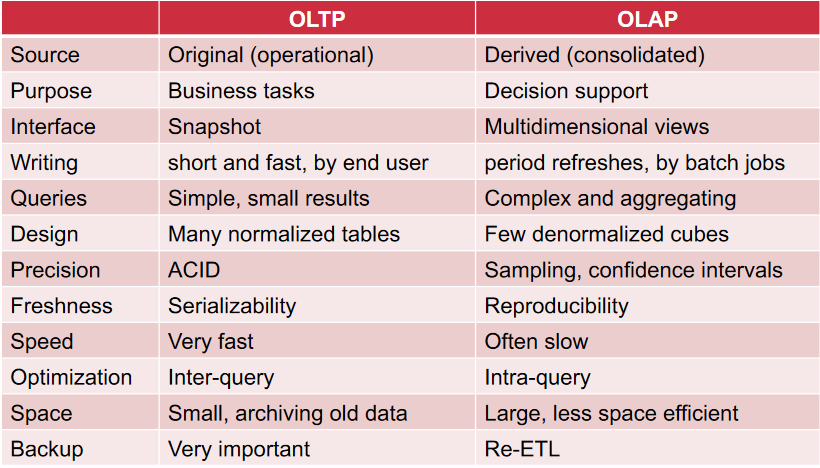 OLTP OLAP
Source Original (operational) Derived (consolidated)
Purpose Business tasks Decision support
Interface Snapshot Multidimensional views
Writing short and fast, by end user period refreshes, by batch jobs
Queries Simple, small results Complex and aggregating
Design Many normalized tables Few denormalized cubes
Precision ACID Sampling, confidence intervals
Freshness Serializability Reproducibility
Speed Very fast Often slow
Optimization Inter-query Intra-query
Space Small, archiving old data Large, less space efficient
Backup Very important Re-ETL